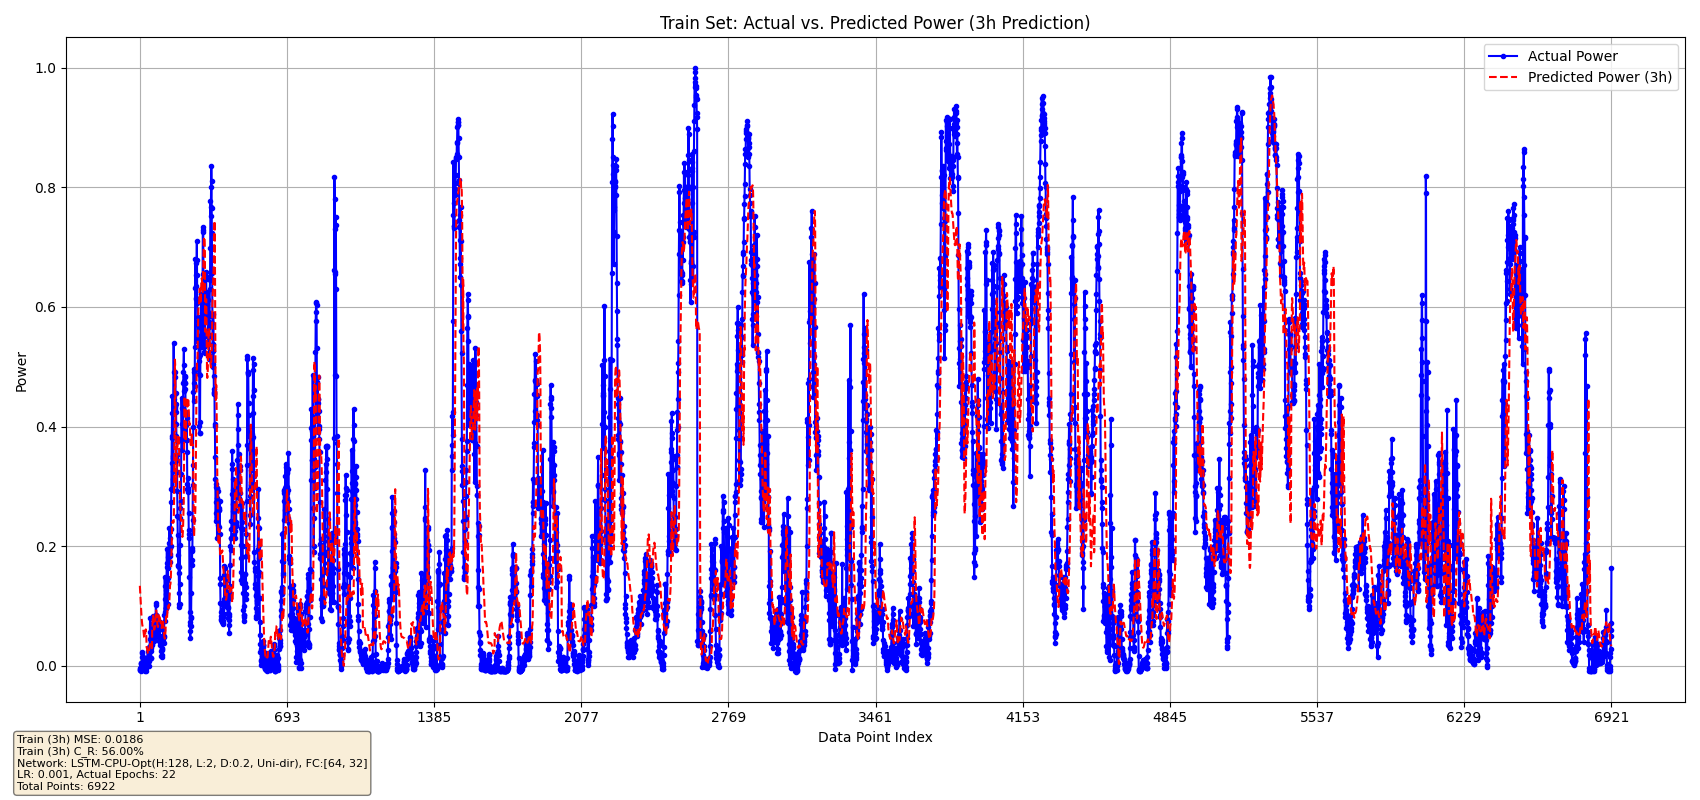 Train Set: Actual vs. Predicted Power (3h Prediction)
Actual Power
Predicted Power (3h)
Power
1.0
0.8
0.6
0.4
0.2
0.0
1 693 1385 2077 2769 3461 4153 4845 5537 6229 6921
Data Point Index
Train (3h) MSE: 0.0186
Train (3h) C_R: 56.00%
Network: LSTM-CPU-Opt(H:128, L:2, D:0.2, Uni-dir), FC:[64, 32]
LR: 0.001, Actual Epochs: 22
Total Points: 6922